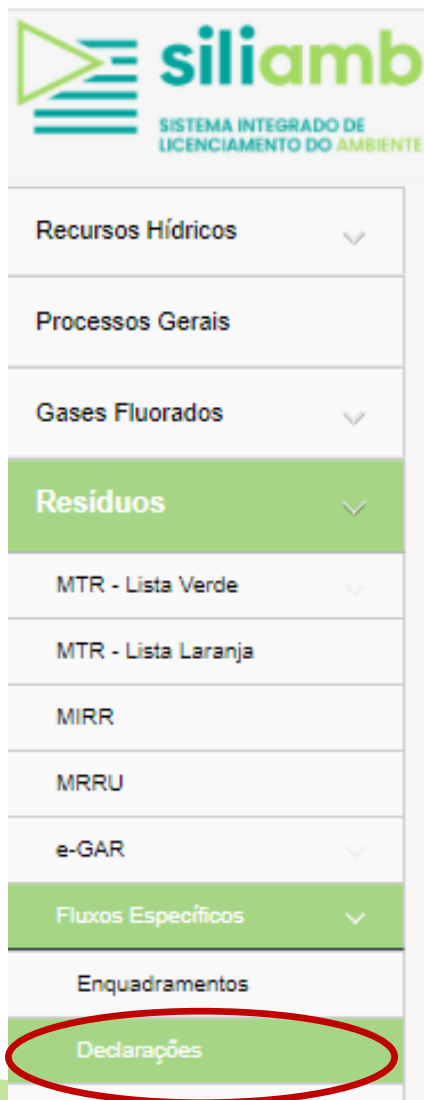 siliamb
SISTEMA INTEGRADO DE
LICENCIAMENTO DO AMBIENTE
Recursos Hídricos
Processos Gerais
Gases Fluorados
Resíduos
MTR - Lista Verde
MTR - Lista Laranja
MIRR
MRRU
e-GAR
Fluxos Específicos
Enquadramentos
Declarações